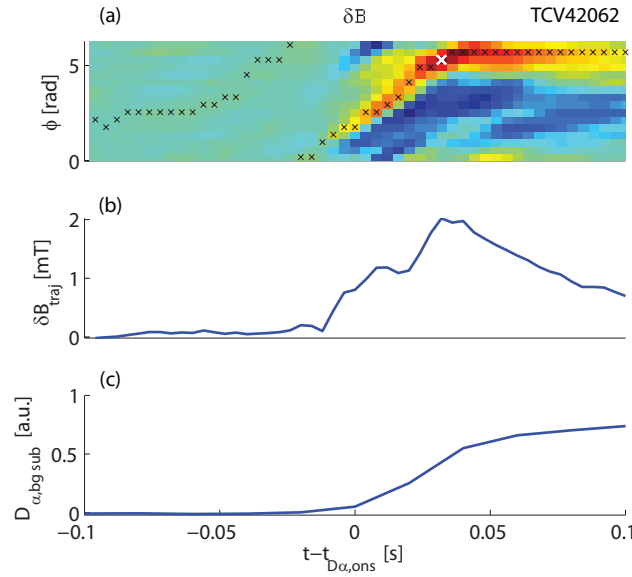 (a) δB TCV42062
5
0
ϕ [rad]
(b)
2
1
0
δB_traj [mT]
(c)
1
0.5
0
D_α,bg sub [a.u.]
−0.1 −0.05 0 0.05 0.1
t−t_Dα,ons [s]